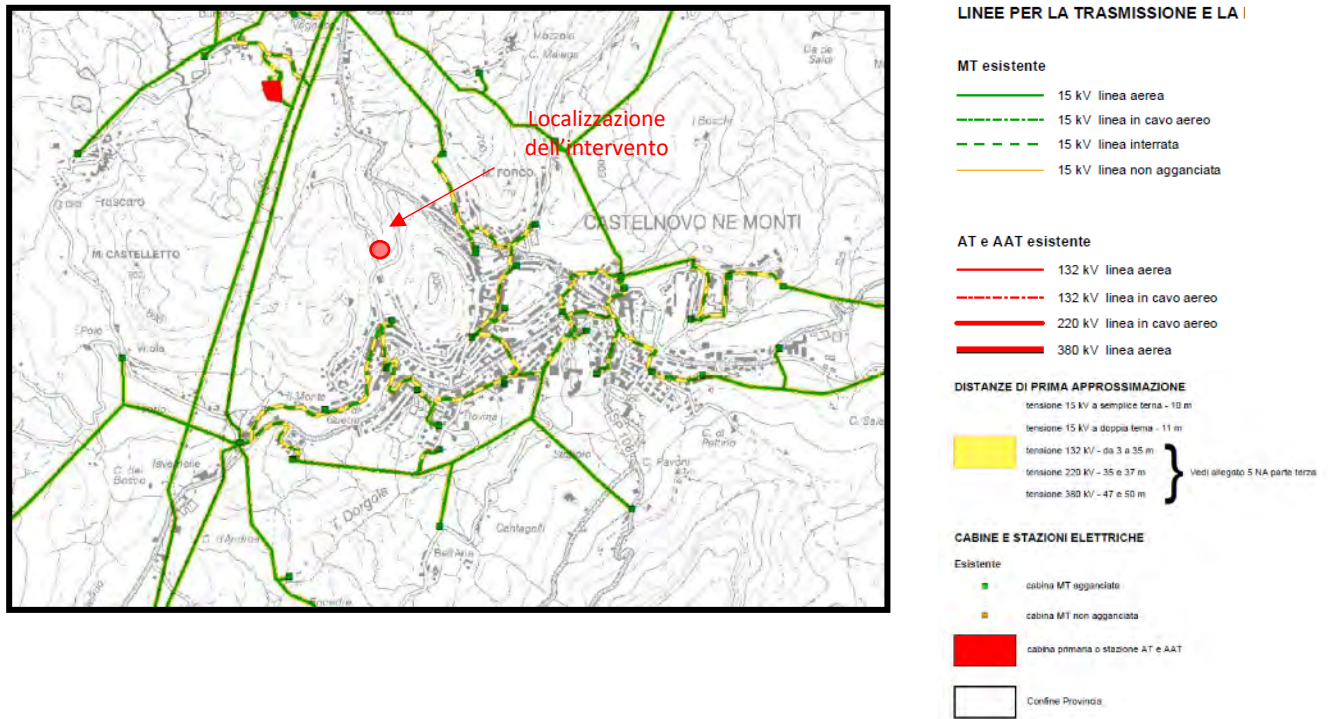 LINEE PER LA TRASMISSIONE E LA
MT esistente
15 kV linea aerea
15 kV linea in cavo aereo
15 kV linea interrata
15 kV linea non agganciata
AT e AAT esistente
132 kV linea aerea
132 kV linea in cavo aereo
220 kV linea in cavo aereo
380 kV linea aerea
DISTANZE DI PRIMA APPROSSIMAZIONE
tensione 15 kV a semplice terna - 10 m
tensione 15 kV a doppia terna - 11 m
tensione 132 kV - da 3 a 35 m
tensione 220 kV - 35 e 37 m
tensione 380 kV - 47 e 50 m
Vedi allegato 5 NA parte terza
CABINE E STAZIONI ELETTRICHE
Esistente
cabina MT agganciata
cabina MT non agganciata
cabina primaria o stazione AT e AAT
Confine Provincia
Localizzazione
dell'intervento
CASTELNOVO NE MONTI
Frascaro
M. CASTELLETTO
C. Maiega
I Boschi
ronco
T. Dorgola
C. Pavoni
C. di
Pettino